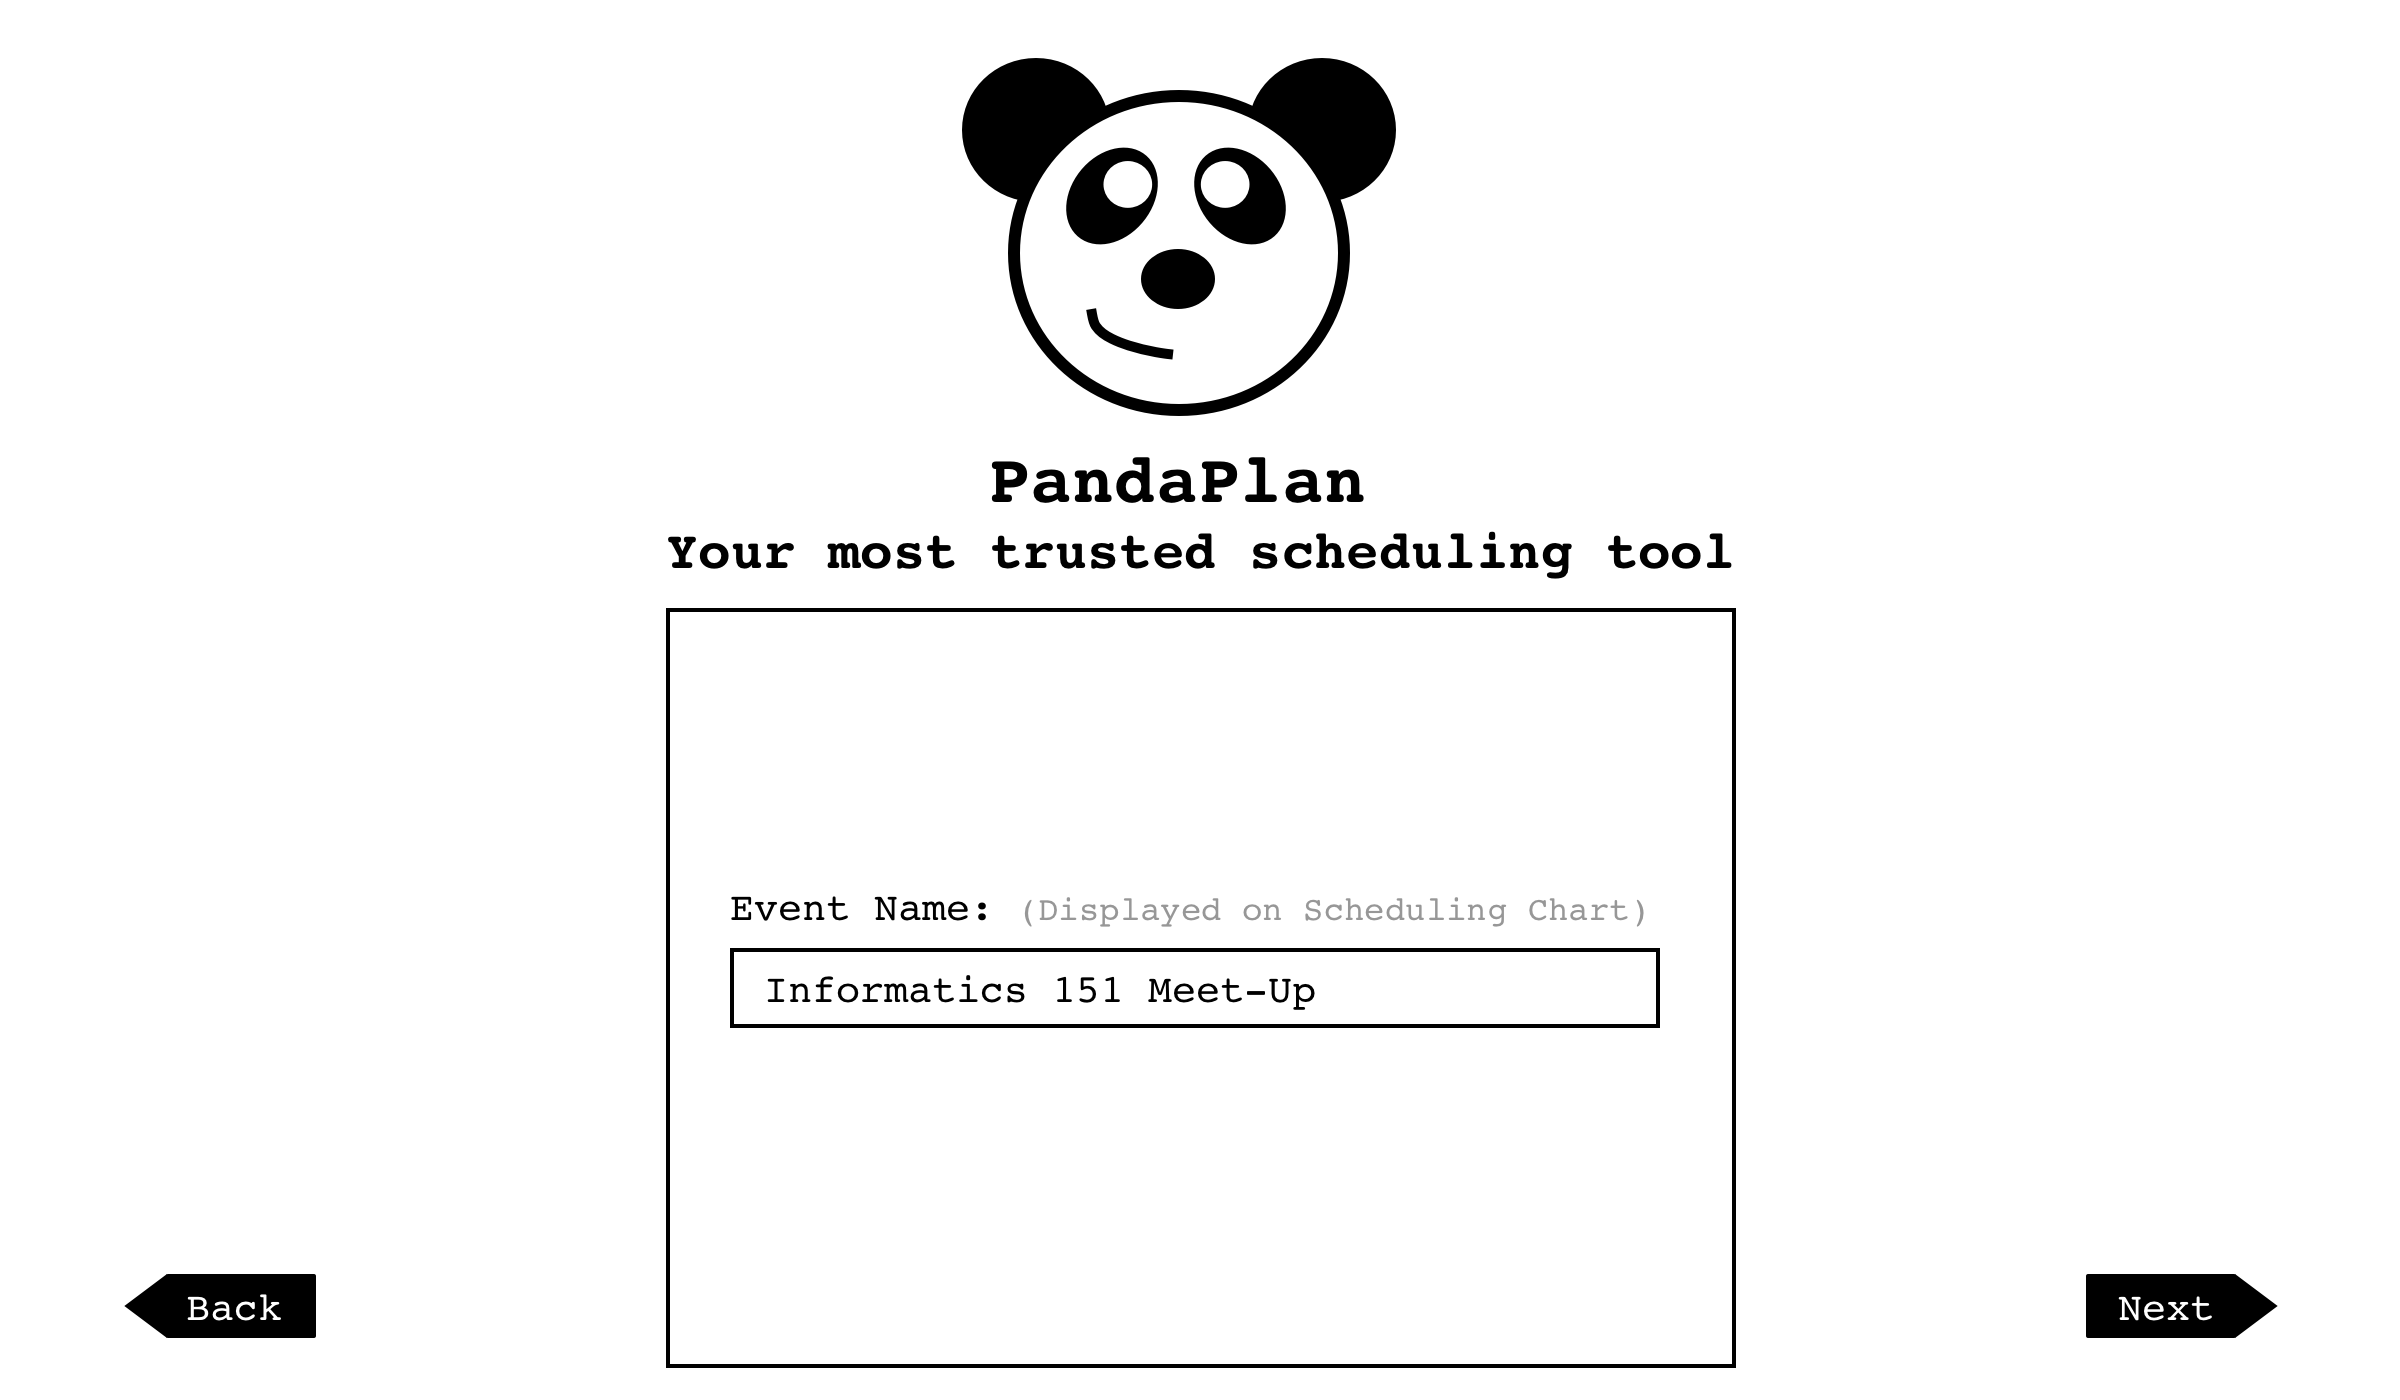 PandaPlan
Your most trusted scheduling tool
Event Name: (Displayed on Scheduling Chart)
Informatics 151 Meet-Up
Back
Next